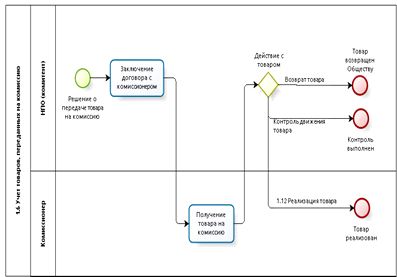 1.6 Учет товаров, переданных на комиссию
НПО (комитент)
Решение о
передаче товара
на комиссию
Заключение
договора с
комиссионером
Действие с
товаром
Возврат товара
Товар
возвращен
Обществу
Контроль движения
товара
Контроль
выполнен
Комиссионер
Получение
товара на
комиссию
1.12 Реализация товара
Товар
реализован